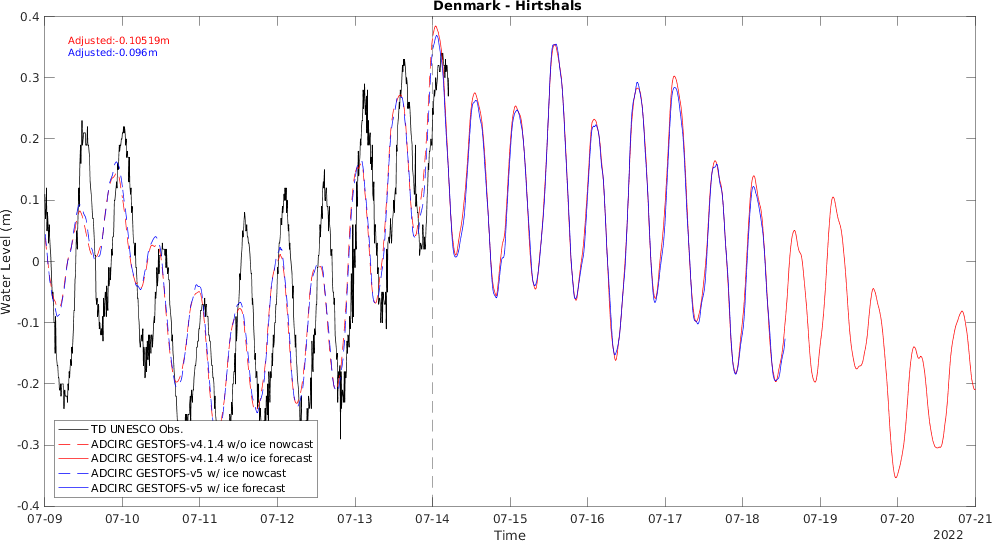 Denmark - Hirtshals
Adjusted:-0.10519m
Adjusted:-0.096m
Water Level (m)
0.4
0.3
0.2
0.1
0
-0.1
-0.2
-0.3
-0.4
TD UNESCO Obs.
ADCIRC GESTOFS-v4.1.4 w/o ice nowcast
ADCIRC GESTOFS-v4.1.4 w/o ice forecast
ADCIRC GESTOFS-v5 w/ ice nowcast
ADCIRC GESTOFS-v5 w/ ice forecast
07-09 07-10 07-11 07-12 07-13 07-14 07-15 07-16 07-17 07-18 07-19 07-20 07-21
Time
2022